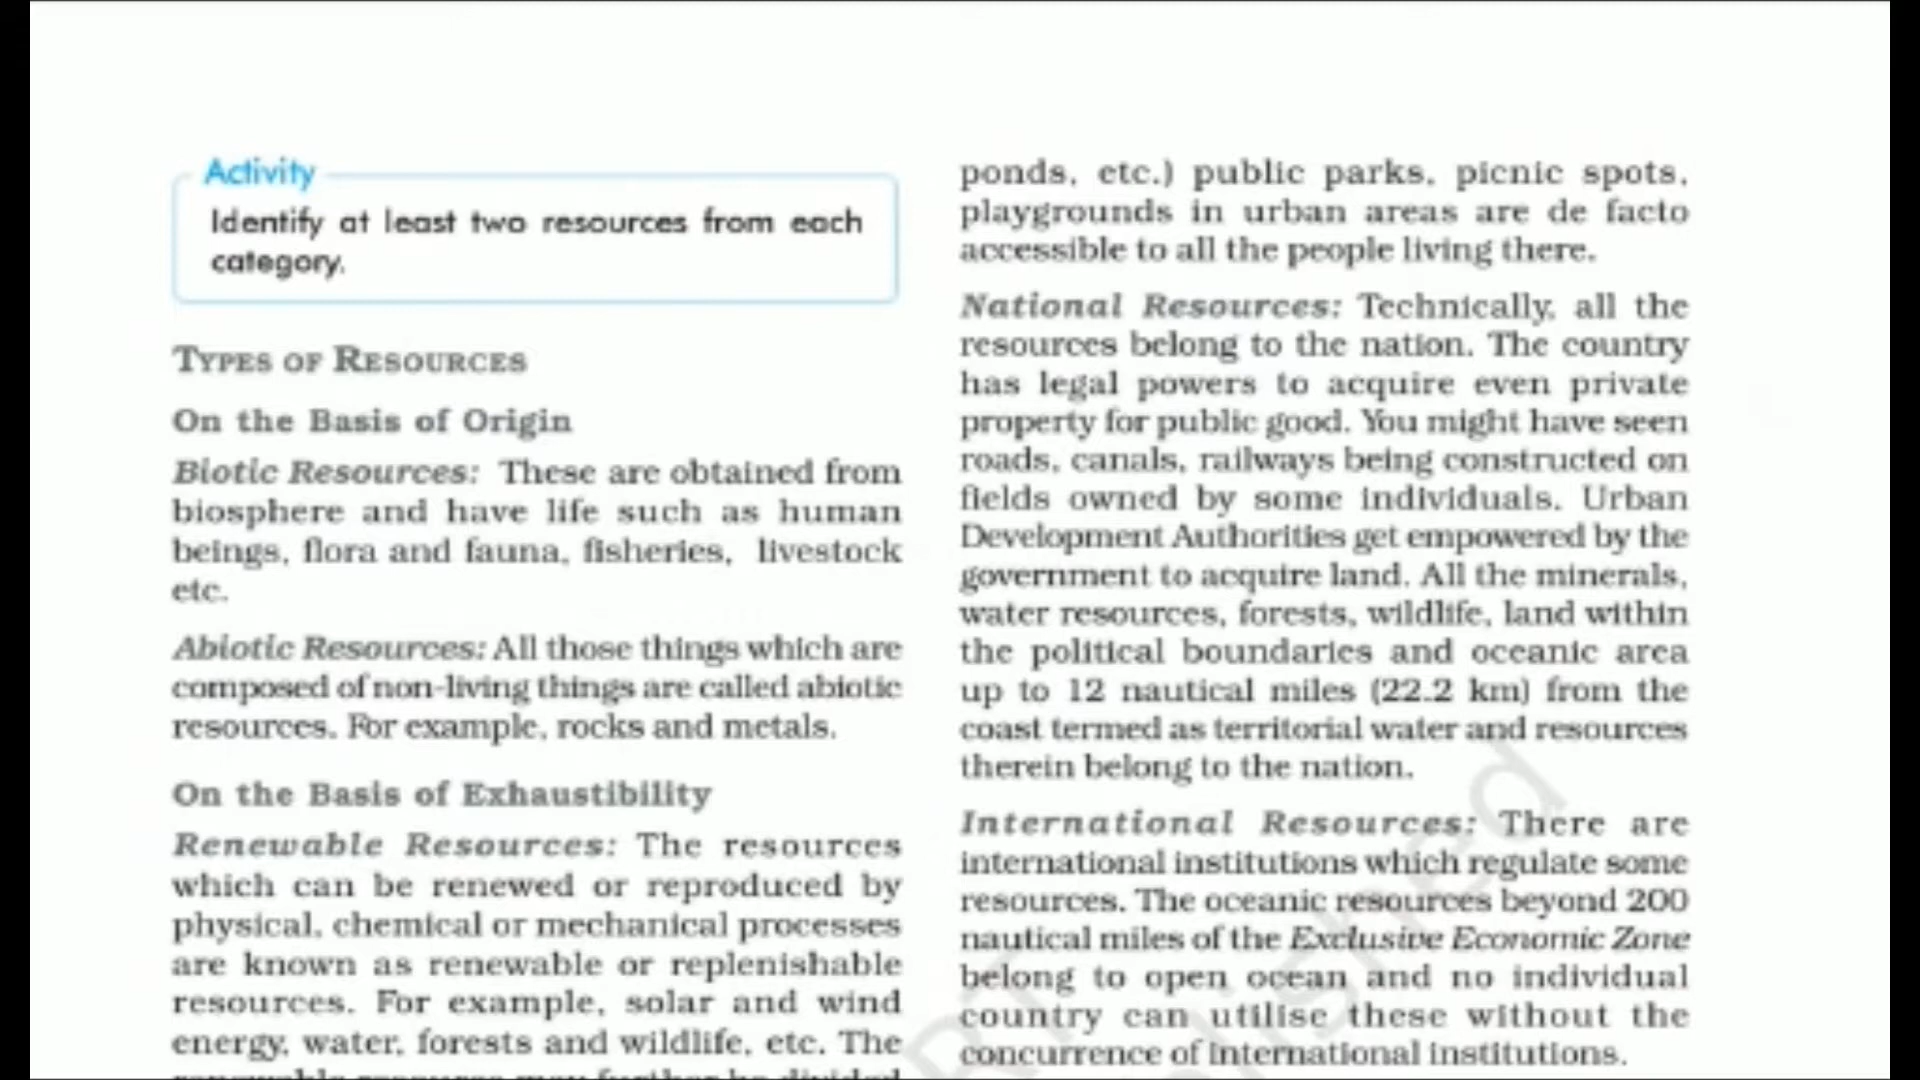 Activity
Identify at least two resources from each
category.
TYPES OF RESOURCES
On the Basis of Origin
Biotic Resources: These are obtained from
biosphere and have life such as human
beings, flora and fauna, fisheries, livestock
etc.
Abiotic Resources: All those things which are
composed of non-living things are called abiotic
resources. For example, rocks and metals.
On the Basis of Exhaustibility
Renewable Resources: The resources
which can be renewed or reproduced by
physical, chemical or mechanical processes
are known as renewable or replenishable
resources. For example, solar and wind
energy, water, forests and wildlife, etc. The
renewable resource may further be divided
ponds, etc.) public parks, picnic spots,
playgrounds in urban areas are de facto
accessible to all the people living there.
National Resources: Technically, all the
resources belong to the nation. The country
has legal powers to acquire even private
property for public good. You might have seen
roads, canals, railways being constructed on
fields owned by some individuals. Urban
Development Authorities get empowered by the
government to acquire land. All the minerals,
water resources, forests, wildlife, land within
the political boundaries and oceanic area
up to 12 nautical miles (22.2 km) from the
coast termed as territorial water and resources
therein belong to the nation.
International Resources: There are
international institutions which regulate some
resources. The oceanic resources beyond 200
nautical miles of the Exclusive Economic Zone
belong to open ocean and no individual
country can utilise these without the
concurrence of international institutions.